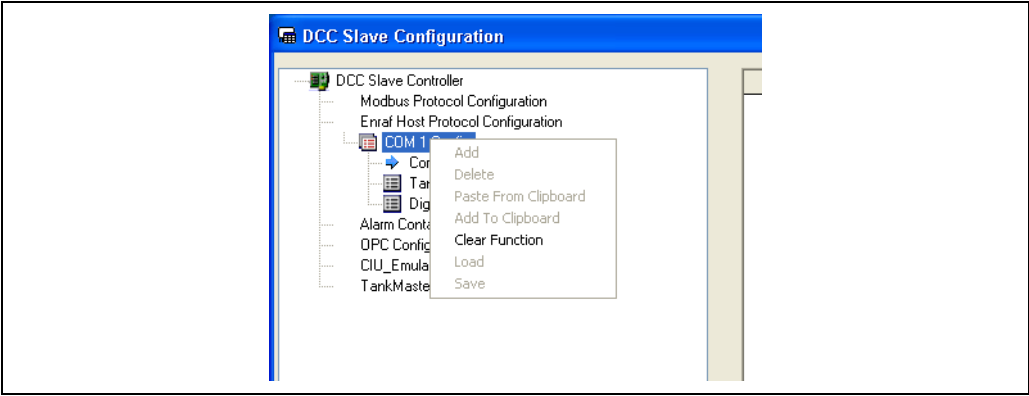 DCC Slave Configuration
DCC Slave Controller
Modbus Protocol Configuration
Enraf Host Protocol Configuration
COM 1
Add
Delete
Paste From Clipboard
Add To Clipboard
Clear Function
Load
Save
Alarm
OPC